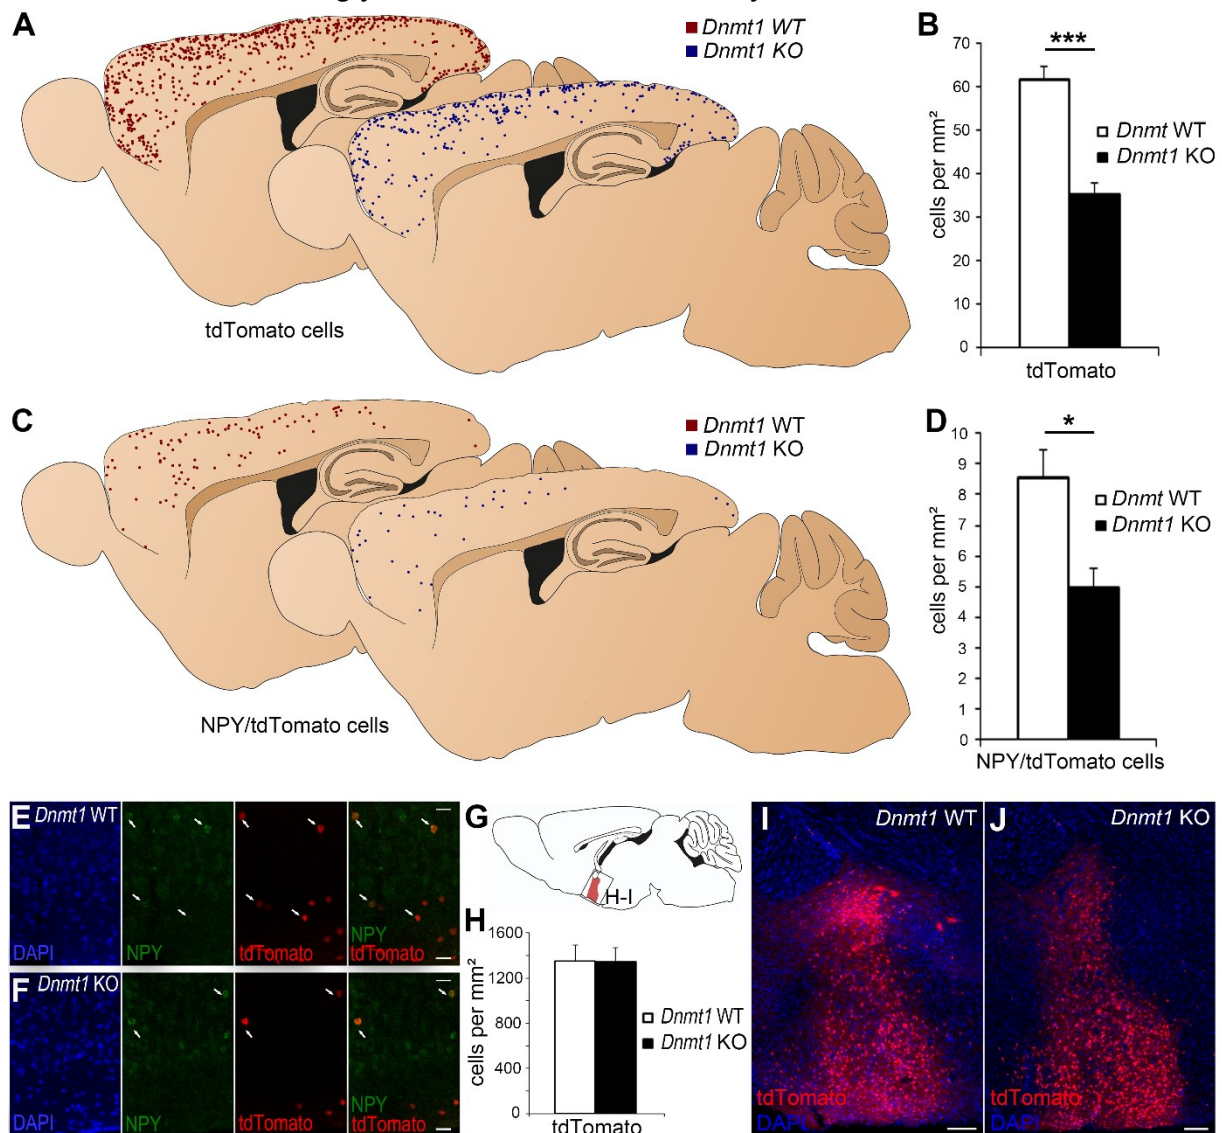 A
Dnmt1 WT
Dnmt1 KO
tdTomato cells
B
***
70
60
50
40
30
20
10
0
cells per mm²
Dnmt WT
Dnmt1 KO
tdTomato
C
Dnmt1 WT
Dnmt1 KO
NPY/tdTomato cells
D
*
10
9
8
7
6
5
4
3
2
1
0
cells per mm²
Dnmt WT
Dnmt1 KO
NPY/tdTomato cells
E Dnmt1 WT
DAPI
NPY
tdTomato
NPY
tdTomato
F Dnmt1 KO
DAPI
NPY
tdTomato
NPY
tdTomato
G
H-I
H
1600
1200
800
400
0
cells per mm²
Dnmt1 WT
Dnmt1 KO
tdTomato
I Dnmt1 WT
tdTomato
DAPI
J Dnmt1 KO
tdTomato
DAPI